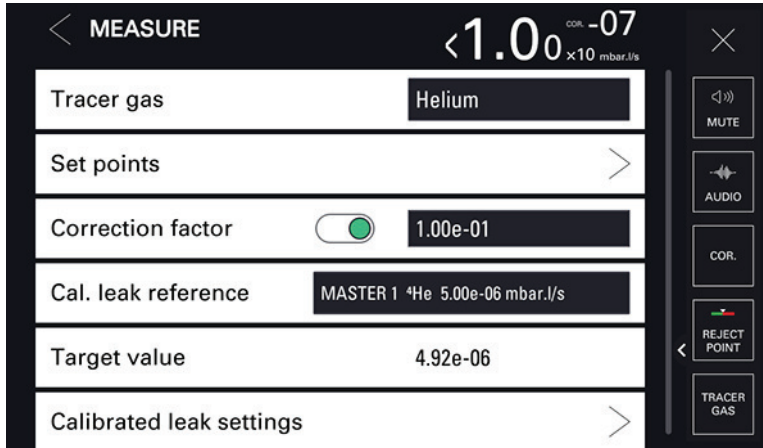 MEASURE
<1.00 COR. -07
×10 mbar.l/s
Tracer gas Helium
Set points
Correction factor 1.00e-01
Cal. leak reference MASTER 1 ⁴He 5.00e-06 mbar.l/s
Target value 4.92e-06
Calibrated leak settings
MUTE
AUDIO
COR.
REJECT
POINT
TRACER
GAS